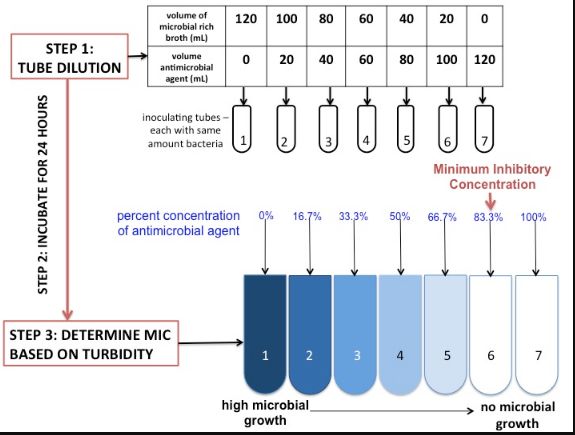 volume of
microbial rich
broth (mL)
120 100 80 60 40 20 0
STEP 1:
TUBE DILUTION
volume
antimicrobial
agent (mL)
0 20 40 60 80 100 120
inoculating tubes –
each with same
amount bacteria
1 2 3 4 5 6 7
STEP 2: INCUBATE FOR 24 HOURS
Minimum Inhibitory
Concentration
percent concentration
of antimicrobial agent
0% 16.7% 33.3% 50% 66.7% 83.3% 100%
STEP 3: DETERMINE MIC
BASED ON TURBIDITY
1 2 3 4 5 6 7
high microbial
growth
no microbial
growth